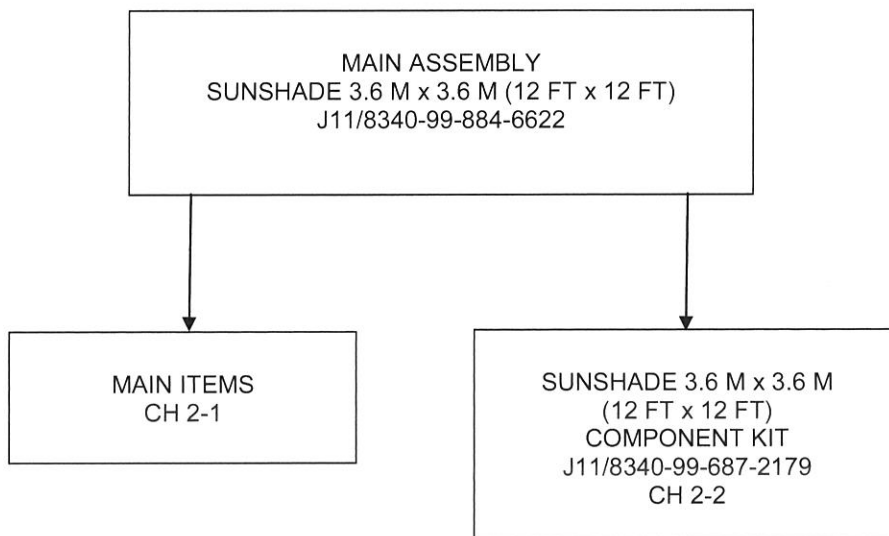 MAIN ASSEMBLY
SUNSHADE 3.6 M x 3.6 M (12 FT x 12 FT)
J11/8340-99-884-6622
MAIN ITEMS
CH 2-1
SUNSHADE 3.6 M x 3.6 M
(12 FT x 12 FT)
COMPONENT KIT
J11/8340-99-687-2179
CH 2-2